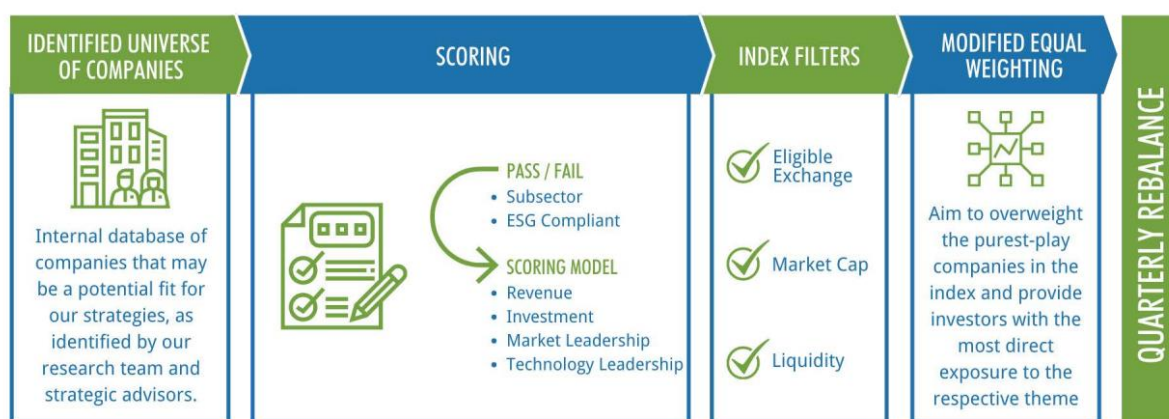 IDENTIFIED UNIVERSE
OF COMPANIES
Internal database of
companies that may
be a potential fit for
our strategies, as
identified by our
research team and
strategic advisors.
SCORING
PASS / FAIL
• Subsector
• ESG Compliant
SCORING MODEL
• Revenue
• Investment
• Market Leadership
• Technology Leadership
INDEX FILTERS
Eligible
Exchange
Market Cap
Liquidity
MODIFIED EQUAL
WEIGHTING
Aim to overweight
the purest-play
companies in the
index and provide
investors with the
most direct
exposure to the
respective theme
QUARTERLY REBALANCE